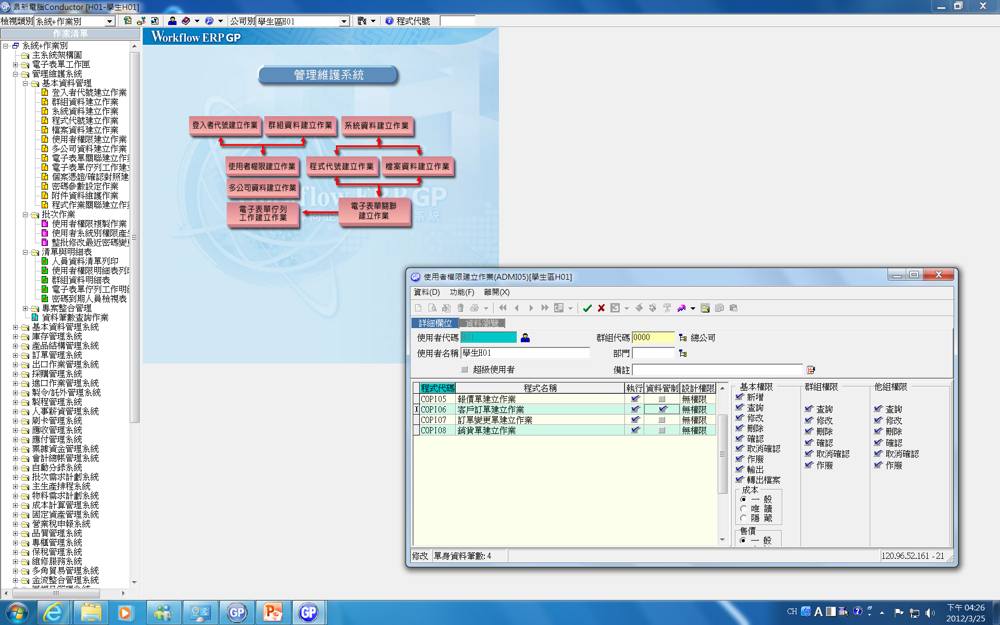 鼎新電腦Conductor [H01-學生H01]
檢視類別 系統+作業別 公司別 學生區H01 程式代號
作業清單
系統+作業別
主系統架構圖
電子表單工作匣
管理維護系統
基本資料管理
登入者代號建立作業
群組資料建立作業
系統資料建立作業
程式代號建立作業
檔案資料建立作業
使用者權限建立作業
多公司資料建立作業
電子表單關聯建立作
電子表單佇列工作建
個案憑證/確認對照建
密碼參數設定作業
附件資料維護作業
程式作業關聯建立作
批次作業
使用者權限複製作業
使用者系統別權限產
整批修改最近密碼變
清單與明細表
人員資料清單列印
使用者權限明細表列
群組資料明細表
電子表單佇列工作明
密碼到期人員檢視表
專案整合管理
資料筆數查詢作業
基本資料管理系統
庫存管理系統
產品結構管理系統
訂單管理系統
出口作業管理系統
採購管理系統
進口作業管理系統
製令/託外管理系統
製程管理系統
人事薪資管理系統
刷卡管理系統
應收管理系統
應付管理系統
票據資金管理系統
會計總帳管理系統
自動分錄系統
批次需求計劃系統
主生產排程系統
物料需求計劃系統
成本計算管理系統
固定資產管理系統
營業稅申報系統
品質管理系統
專櫃管理系統
保稅管理系統
維修服務系統
多角貿易管理系統
金流整合管理系統
Workflow ERP GP
管理維護系統
登入者代號建立作業 群組資料建立作業 系統資料建立作業
使用者權限建立作業 程式代號建立作業 檔案資料建立作業
多公司資料建立作業
電子表單佇列
工作建立作業
電子表單關聯
建立作業
使用者權限建立作業(ADMI05)[學生區H01]
資料(D) 功能(F) 離開(X)
詳細欄位 資料瀏覽
使用者代碼 H01 群組代碼 0000 總公司
使用者名稱 學生H01 部門
超級使用者 備註
程式代碼 程式名稱 執行 資料管制 設計權限
COPI05 報價單建立作業 無權限
COPI06 客戶訂單建立作業 無權限
COPI07 訂單變更單建立作業 無權限
COPI08 銷貨單建立作業 無權限
基本權限
新增
查詢
修改
刪除
確認
取消確認
作廢
輸出
轉出檔案
成本
一 般
唯 讀
隱 藏
售價
一 般
群組權限
查詢
修改
刪除
確認
取消確認
作廢
他組權限
查詢
修改
刪除
確認
取消確認
作廢
修改 單身資料筆數: 4 120.96.52.161 - 21
CH A 下午 04:26
2012/3/25